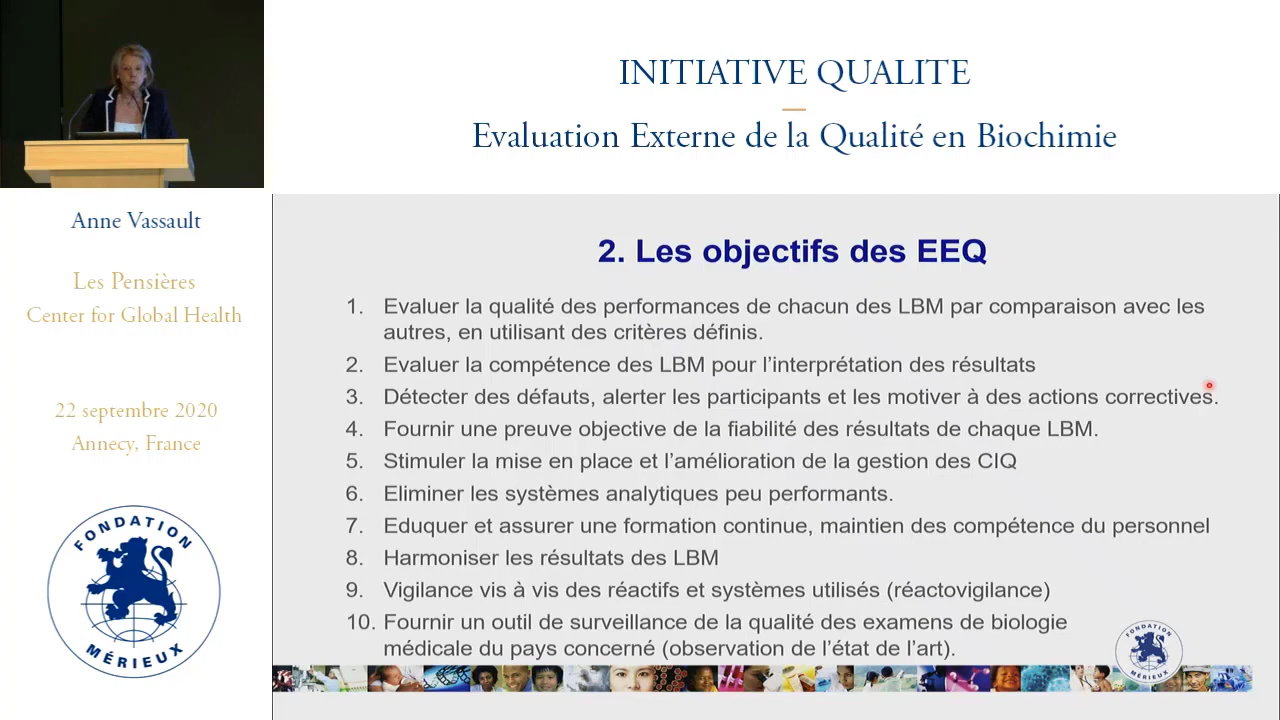 INITIATIVE QUALITE
Evaluation Externe de la Qualité en Biochimie
Anne Vassault
Les Pensières
Center for Global Health
22 septembre 2020
Annecy, France
FONDATION
MÉRIEUX
2. Les objectifs des EEQ
1. Evaluer la qualité des performances de chacun des LBM par comparaison avec les
autres, en utilisant des critères définis.
2. Evaluer la compétence des LBM pour l'interprétation des résultats
3. Détecter des défauts, alerter les participants et les motiver à des actions correctives.
4. Fournir une preuve objective de la fiabilité des résultats de chaque LBM.
5. Stimuler la mise en place et l'amélioration de la gestion des CIQ
6. Eliminer les systèmes analytiques peu performants.
7. Eduquer et assurer une formation continue, maintien des compétence du personnel
8. Harmoniser les résultats des LBM
9. Vigilance vis à vis des réactifs et systèmes utilisés (réactovigilance)
10. Fournir un outil de surveillance de la qualité des examens de biologie
médicale du pays concerné (observation de l'état de l'art).
FONDATION
MÉRIEUX